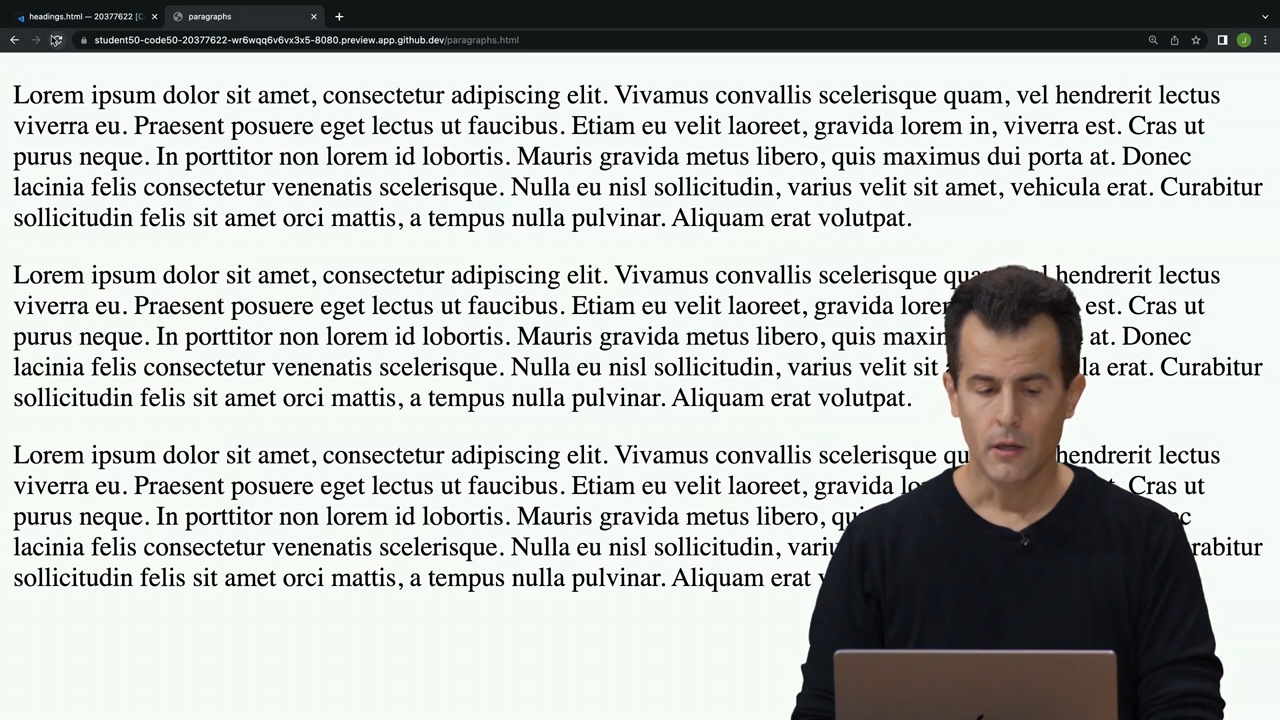 headings.html — 20377622 [C
paragraphs
student50-code50-20377622-wr6wqq6v6vx3x5-8080.preview.app.github.dev/paragraphs.html
J
Lorem ipsum dolor sit amet, consectetur adipiscing elit. Vivamus convallis scelerisque quam, vel hendrerit lectus
viverra eu. Praesent posuere eget lectus ut faucibus. Etiam eu velit laoreet, gravida lorem in, viverra est. Cras ut
purus neque. In porttitor non lorem id lobortis. Mauris gravida metus libero, quis maximus dui porta at. Donec
lacinia felis consectetur venenatis scelerisque. Nulla eu nisl sollicitudin, varius velit sit amet, vehicula erat. Curabitur
sollicitudin felis sit amet orci mattis, a tempus nulla pulvinar. Aliquam erat volutpat.
Lorem ipsum dolor sit amet, consectetur adipiscing elit. Vivamus convallis scelerisque hendrerit lectus
viverra eu. Praesent posuere eget lectus ut faucibus. Etiam eu velit laoreet, gravida est. Cras ut
purus neque. In porttitor non lorem id lobortis. Mauris gravida metus libero, quis at. Donec
lacinia felis consectetur venenatis scelerisque. Nulla eu nisl sollicitudin, varius velit sit erat. Curabitur
sollicitudin felis sit amet orci mattis, a tempus nulla pulvinar. Aliquam erat volutpat.
Lorem ipsum dolor sit amet, consectetur adipiscing elit. Vivamus convallis scelerisque hendrerit lectus
viverra eu. Praesent posuere eget lectus ut faucibus. Etiam eu velit laoreet, gravida Cras ut
purus neque. In porttitor non lorem id lobortis. Mauris gravida metus libero,
lacinia felis consectetur venenatis scelerisque. Nulla eu nisl sollicitudin,
sollicitudin felis sit amet orci mattis, a tempus nulla pulvinar. Aliquam erat